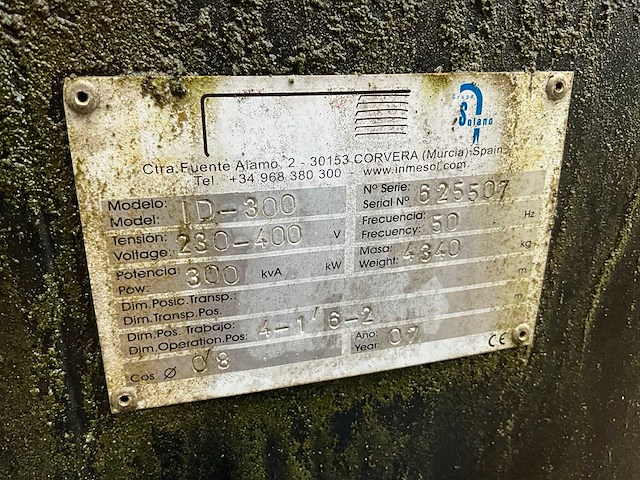 Grupo
Solano
Ctra.Fuente Alamo, 2 - 30153 CORVERA (Murcia)-Spain
Tel +34 968 380 300 - www.inmesol.com
Modelo: ID-300 Nº Serie: 625507
Model: Serial Nº
Tensión: 230-400 V Frecuencia: 50 Hz
Voltage: Frecuency:
Potencia: 300 kvA kW Masa: 4340 kg
Pow: Weight:
Dim.Posic.Transp.: m
Dim.Transp.Pos.
Dim.Pos. Trabajo: 4-1'6-2 m
Dim.Operation.Pos:
Cos Ø 0'8 Ano: 07 CE
Year: